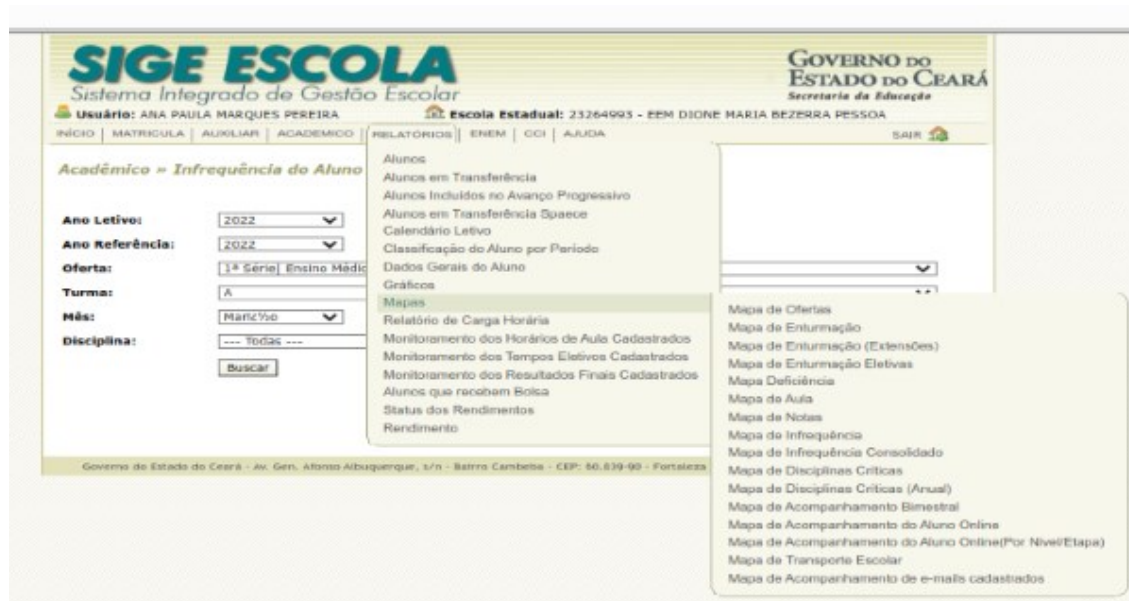 SIGE ESCOLA
Sistema Integrado de Gestão Escolar
GOVERNO DO
ESTADO DO CEARÁ
Secretaria da Educação
Usuário: ANA PAULA MARQUES PEREIRA
Escola Estadual: 23264993 - EEM DIONE MARIA BEZERRA PESSOA
INÍCIO | MATRICULA | AUXILIAR | ACADEMICO | RELATÓRIOS | ENEM | CCI | AJUDA
SAIR
Acadêmico » Infrequência do Aluno
Ano Letivo: 2022
Ano Referência: 2022
Oferta: 1ª Série| Ensino Médio
Turma: A
Mês:
Disciplina: --- Todas ---
Buscar
Alunos
Alunos em Transferência
Alunos Incluídos no Avanço Progressivo
Alunos em Transferência Spaece
Calendário Letivo
Classificação do Aluno por Período
Dados Gerais do Aluno
Gráficos
Mapas
Relatório de Carga Horária
Monitoramento dos Horários de Aula Cadastrados
Monitoramento dos Tempos Eletivos Cadastrados
Monitoramento dos Resultados Finais Cadastrados
Alunos que recebem Bolsa
Status dos Rendimentos
Rendimento
Mapa de Ofertas
Mapa de Enturmação
Mapa de Enturmação (Extensões)
Mapa de Enturmação Eletivas
Mapa Deficiência
Mapa de Aula
Mapa de Notas
Mapa de Infrequência
Mapa de Infrequência Consolidado
Mapa de Disciplinas Críticas
Mapa de Disciplinas Críticas (Anual)
Mapa de Acompanhamento Bimestral
Mapa de Acompanhamento do Aluno Online
Mapa de Acompanhamento do Aluno Online(Por Nível/Etapa)
Mapa de Transporte Escolar
Mapa de Acompanhamento de e-mails cadastrados
Governo do Estado do Ceará - Av. Gen. Afonso Albuquerque, s/n - Bairro Cambeba - CEP: 60.839-90 - Fortaleza